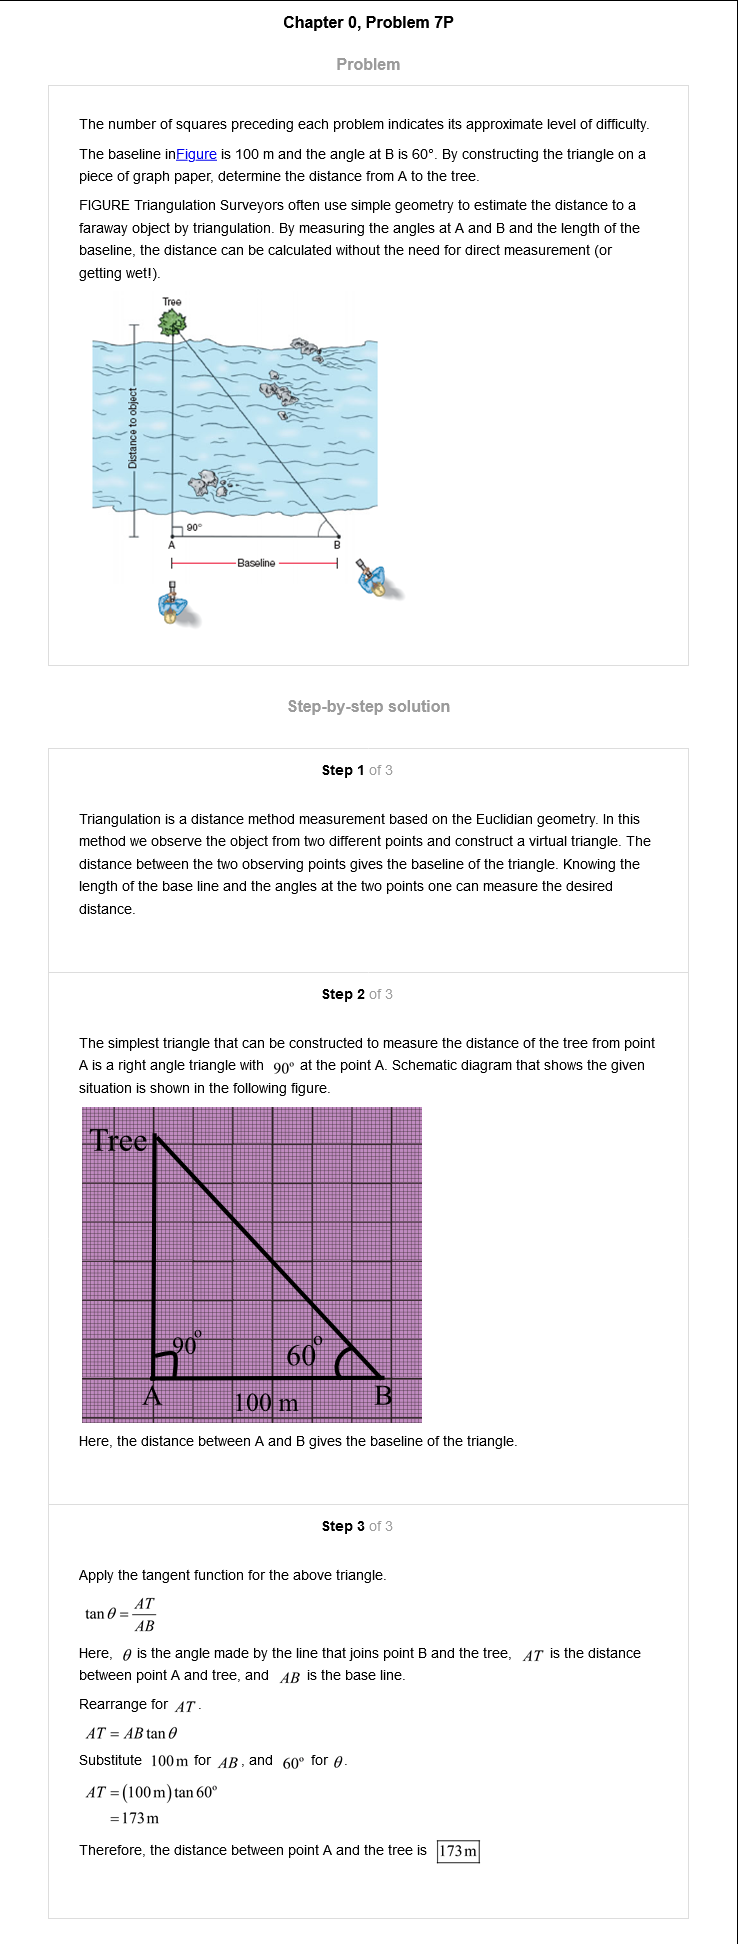 Chapter 0, Problem 7P
Problem
The number of squares preceding each problem indicates its approximate level of difficulty.
The baseline inFigure is 100 m and the angle at B is 60°. By constructing the triangle on a
piece of graph paper, determine the distance from A to the tree.
FIGURE Triangulation Surveyors often use simple geometry to estimate the distance to a
faraway object by triangulation. By measuring the angles at A and B and the length of the
baseline, the distance can be calculated without the need for direct measurement (or
getting wet!).
Tree
Distance to object
90°
A
B
Baseline
Step-by-step solution
Step 1 of 3
Triangulation is a distance method measurement based on the Euclidian geometry. In this
method we observe the object from two different points and construct a virtual triangle. The
distance between the two observing points gives the baseline of the triangle. Knowing the
length of the base line and the angles at the two points one can measure the desired
distance.
Step 2 of 3
The simplest triangle that can be constructed to measure the distance of the tree from point
A is a right angle triangle with 90° at the point A. Schematic diagram that shows the given
situation is shown in the following figure.
Tree
90°
60°
A
100 m
B
Here, the distance between A and B gives the baseline of the triangle.
Step 3 of 3
Apply the tangent function for the above triangle.
tan θ = AT/AB
Here, θ is the angle made by the line that joins point B and the tree, AT is the distance
between point A and tree, and AB is the base line.
Rearrange for AT.
AT = AB tan θ
Substitute 100 m for AB, and 60° for θ.
AT = (100 m) tan 60°
= 173 m
Therefore, the distance between point A and the tree is 173 m